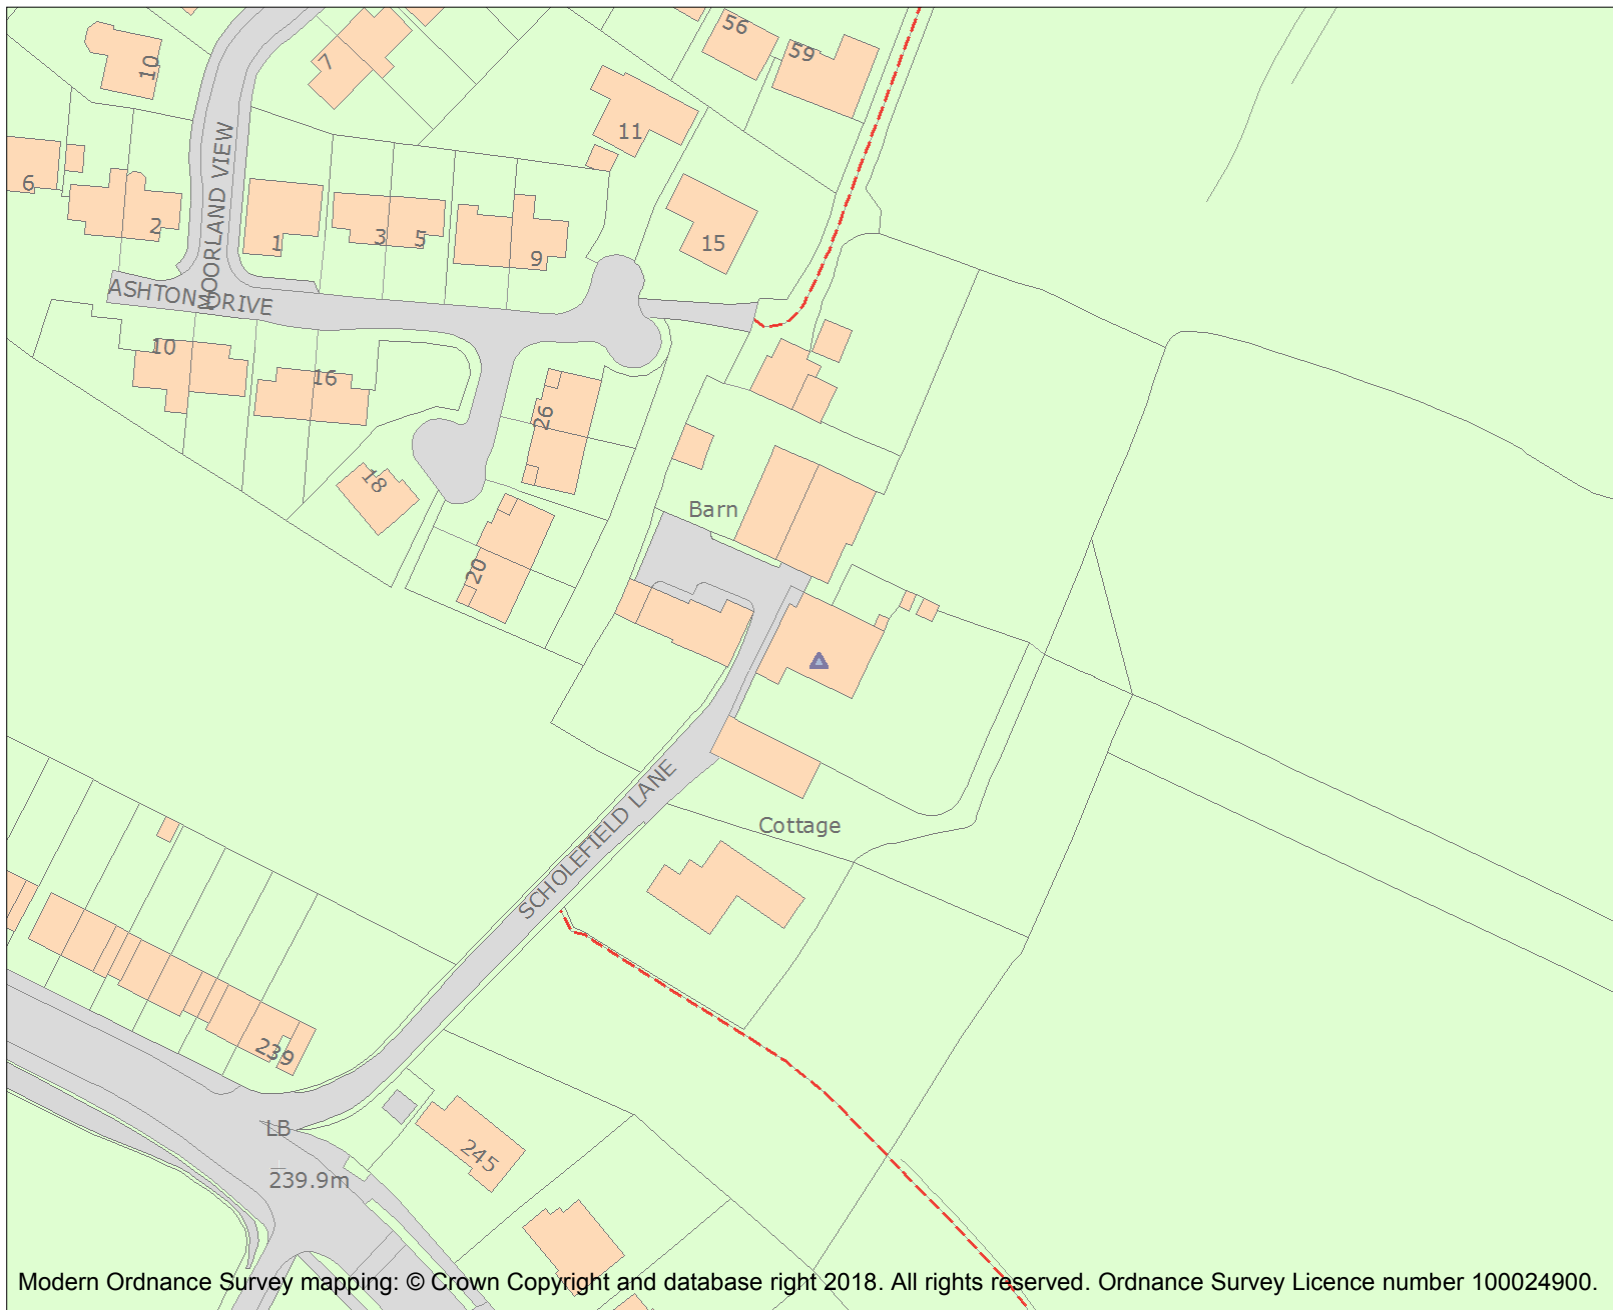 56
59
10
7
11
6
2
MOORLAND VIEW
1
3
5
9
15
ASHTON DRIVE
10
16
26
18
Barn
20
SCHOLEFIELD LANE
Cottage
239
LB
245
239.9m
Modern Ordnance Survey mapping: © Crown Copyright and database right 2018. All rights reserved. Ordnance Survey Licence number 100024900.